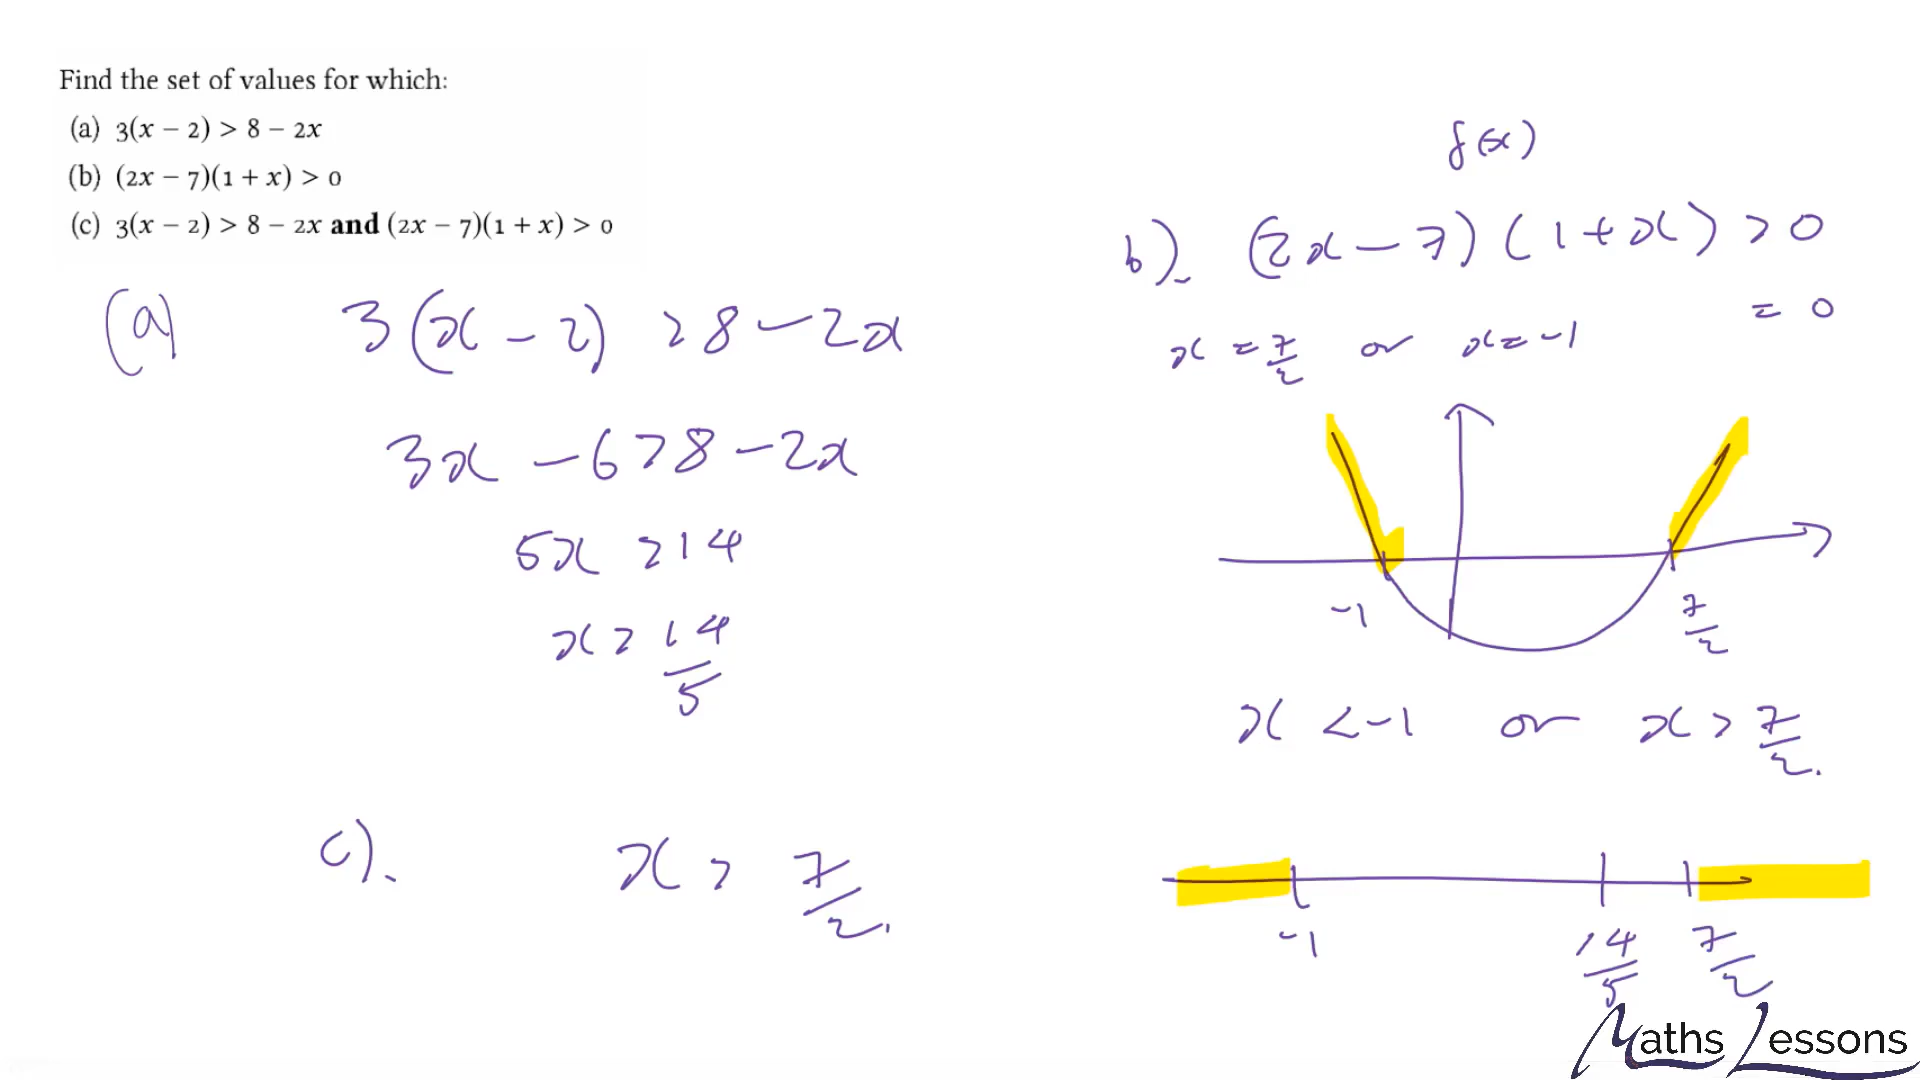 Find the set of values for which:
(a) 3(x − 2) > 8 − 2x
(b) (2x − 7)(1 + x) > 0
(c) 3(x − 2) > 8 − 2x and (2x − 7)(1 + x) > 0
(a) 3(x − 2) > 8 − 2x
3x − 6 > 8 − 2x
5x > 14
x > 14/5
f(x)
b). (2x − 7)(1 + x) > 0
= 0
x = 7/2 or x = −1
−1 7/2
x < −1 or x > 7/2.
c). x > 7/2.
−1 14/5 7/2
Maths Lessons